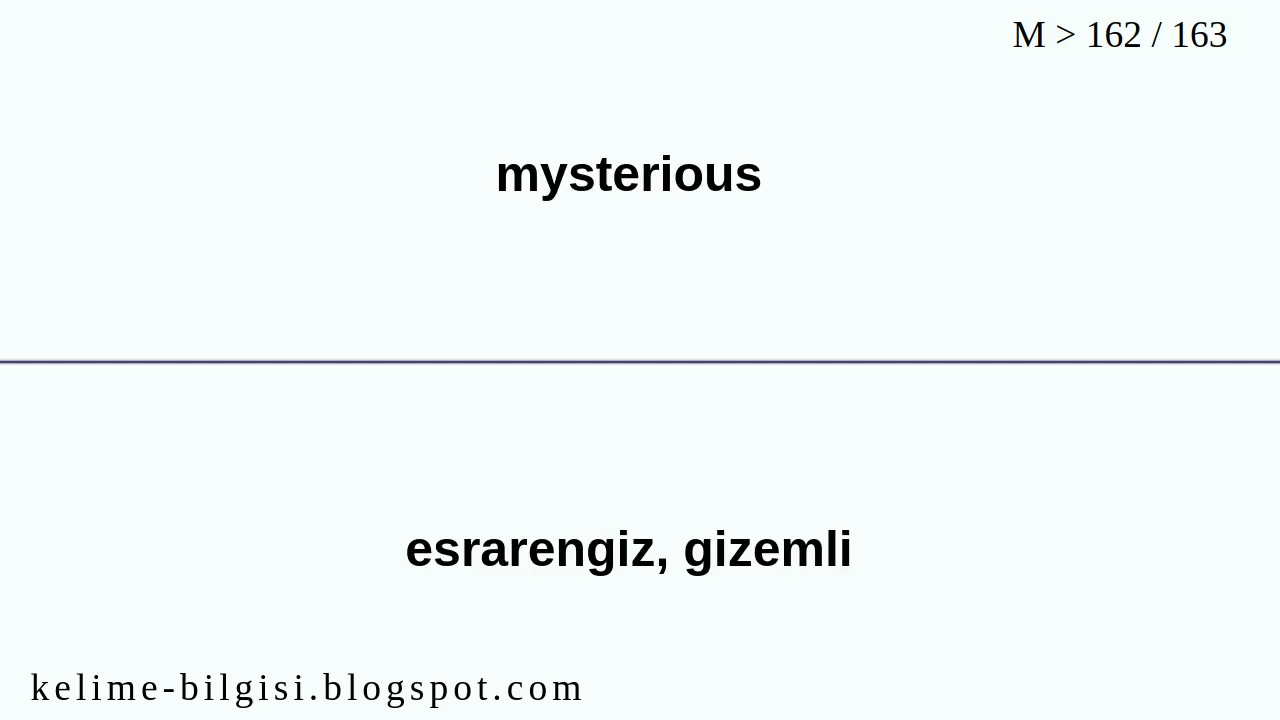 M > 162 / 163
mysterious
esrarengiz, gizemli
kelime-bilgisi.blogspot.com